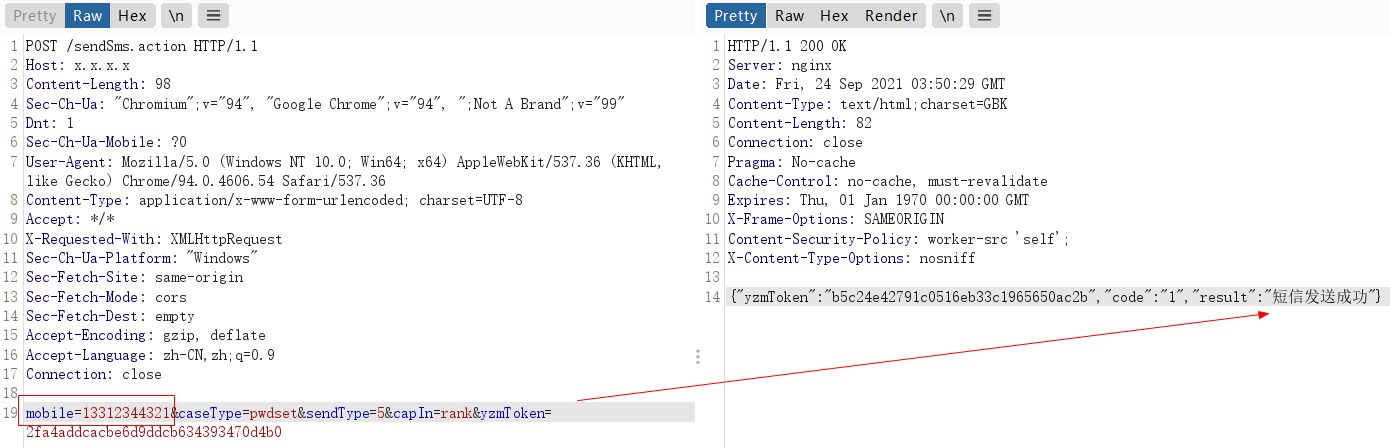 Pretty Raw Hex \n
1 POST /sendSms.action HTTP/1.1
2 Host: x.x.x.x
3 Content-Length: 98
4 Sec-Ch-Ua: "Chromium";v="94", "Google Chrome";v="94", ";Not A Brand";v="99"
5 Dnt: 1
6 Sec-Ch-Ua-Mobile: ?0
7 User-Agent: Mozilla/5.0 (Windows NT 10.0; Win64; x64) AppleWebKit/537.36 (KHTML,
like Gecko) Chrome/94.0.4606.54 Safari/537.36
8 Content-Type: application/x-www-form-urlencoded; charset=UTF-8
9 Accept: */*
10 X-Requested-With: XMLHttpRequest
11 Sec-Ch-Ua-Platform: "Windows"
12 Sec-Fetch-Site: same-origin
13 Sec-Fetch-Mode: cors
14 Sec-Fetch-Dest: empty
15 Accept-Encoding: gzip, deflate
16 Accept-Language: zh-CN,zh;q=0.9
17 Connection: close
18
19 mobile=13312344321&caseType=pwdset&sendType=5&capIn=rank&yzmToken=
2fa4addcacbe6d9ddcb634393470d4b0
Pretty Raw Hex Render \n
1 HTTP/1.1 200 OK
2 Server: nginx
3 Date: Fri, 24 Sep 2021 03:50:29 GMT
4 Content-Type: text/html;charset=GBK
5 Content-Length: 82
6 Connection: close
7 Pragma: No-cache
8 Cache-Control: no-cache, must-revalidate
9 Expires: Thu, 01 Jan 1970 00:00:00 GMT
10 X-Frame-Options: SAMEORIGIN
11 Content-Security-Policy: worker-src 'self';
12 X-Content-Type-Options: nosniff
13
14 {"yzmToken":"b5c24e42791c0516eb33c1965650ac2b","code":"1","result":"短信发送成功"}